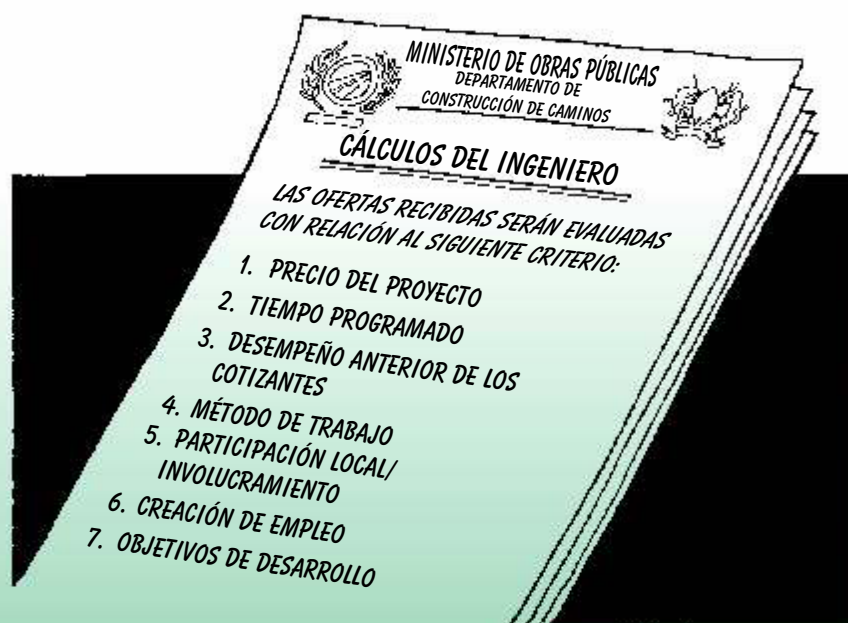 MINISTERIO DE OBRAS PÚBLICAS
DEPARTAMENTO DE
CONSTRUCCIÓN DE CAMINOS
CÁLCULOS DEL INGENIERO
LAS OFERTAS RECIBIDAS SERÁN EVALUADAS
CON RELACIÓN AL SIGUIENTE CRITERIO:
1. PRECIO DEL PROYECTO
2. TIEMPO PROGRAMADO
3. DESEMPEÑO ANTERIOR DE LOS
COTIZANTES
4. MÉTODO DE TRABAJO
5. PARTICIPACIÓN LOCAL/
INVOLUCRAMIENTO
6. CREACIÓN DE EMPLEO
7. OBJETIVOS DE DESARROLLO